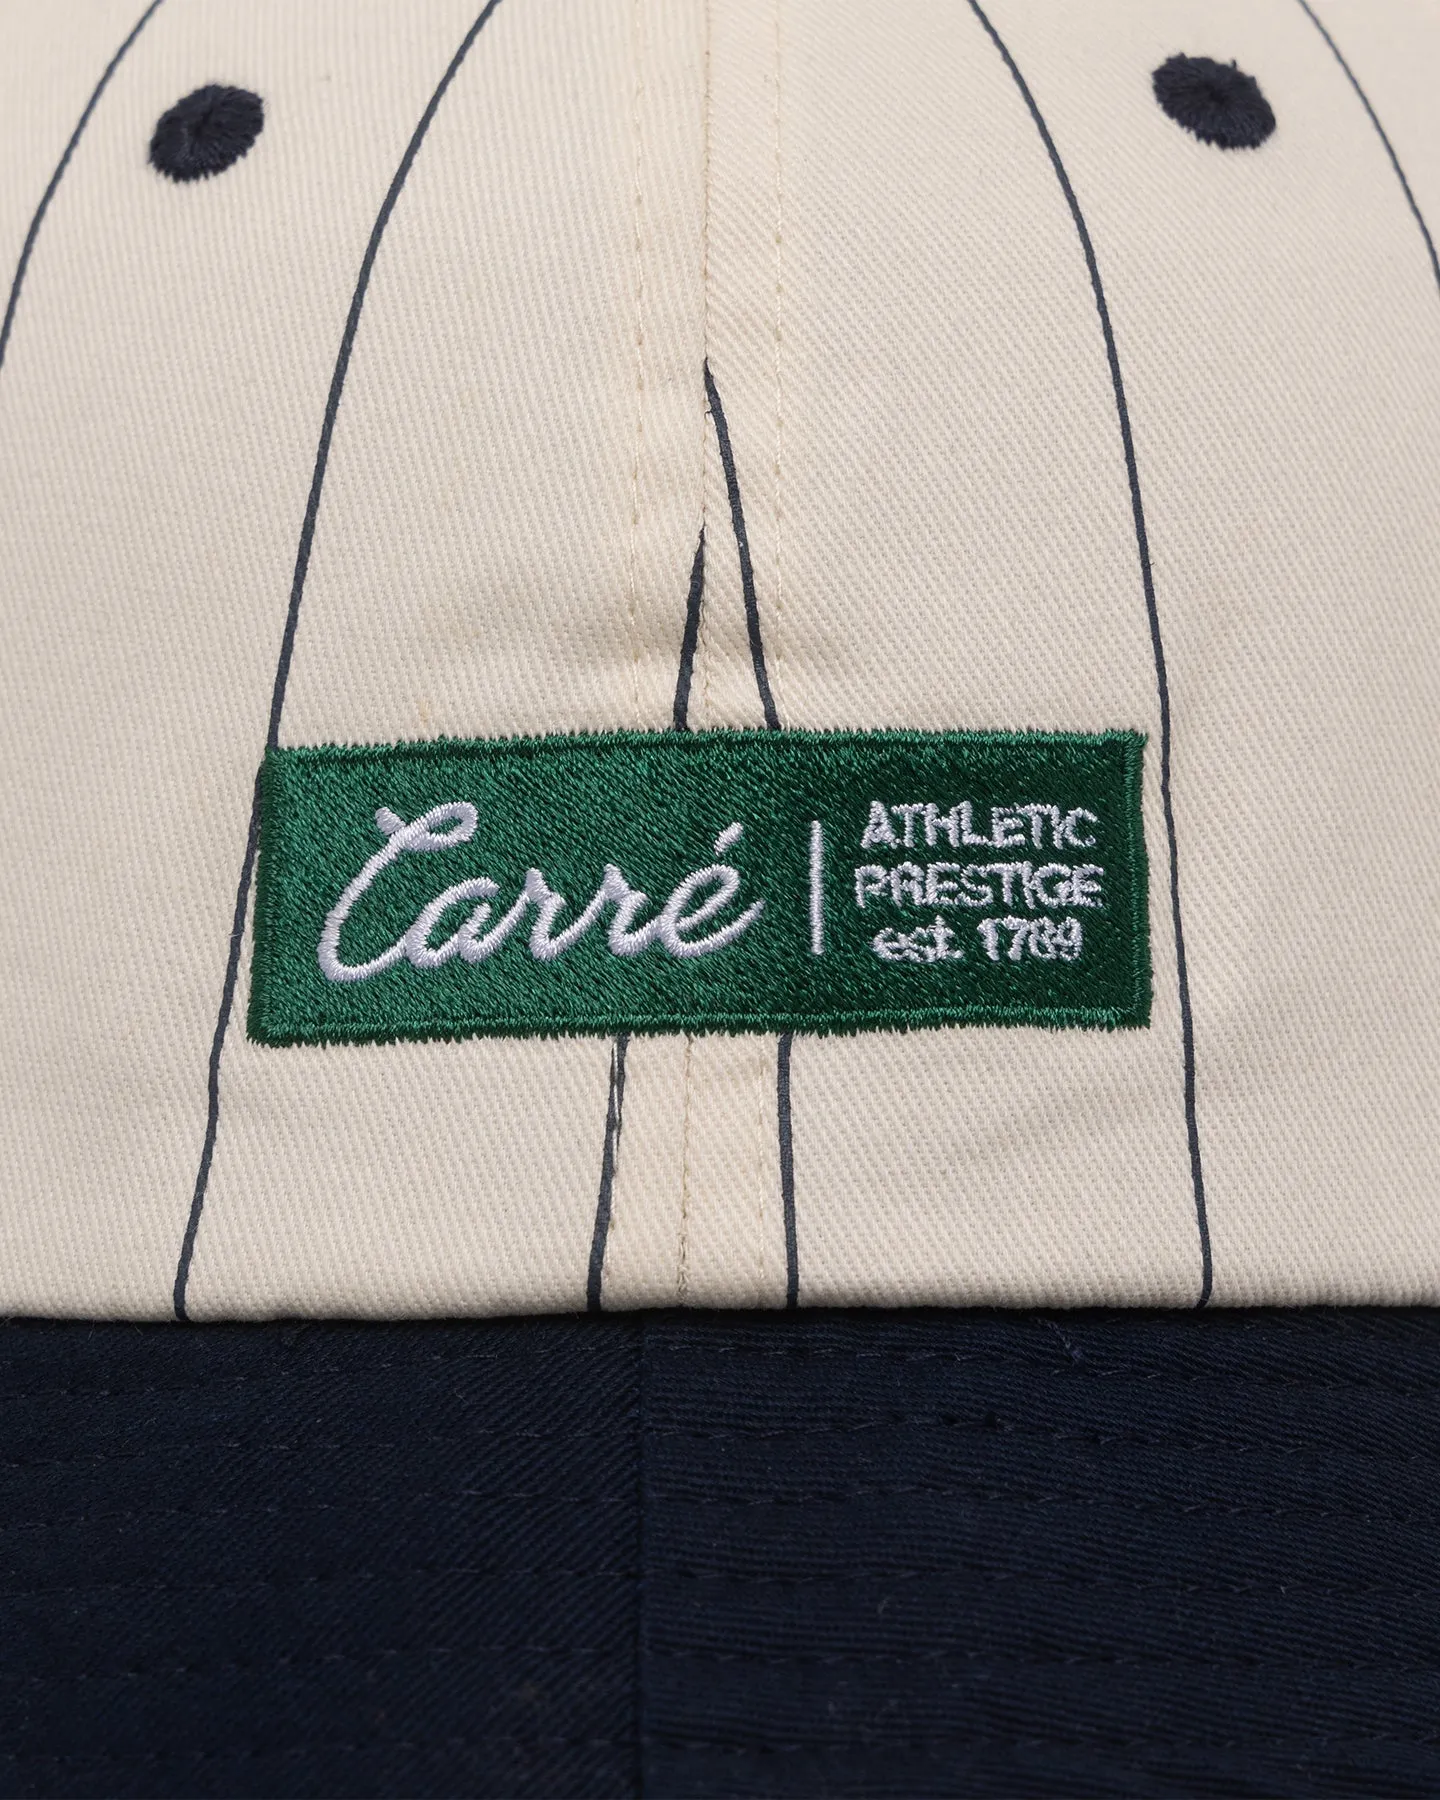 Carré
ATHLETIC
PRESTIGE
est 1789